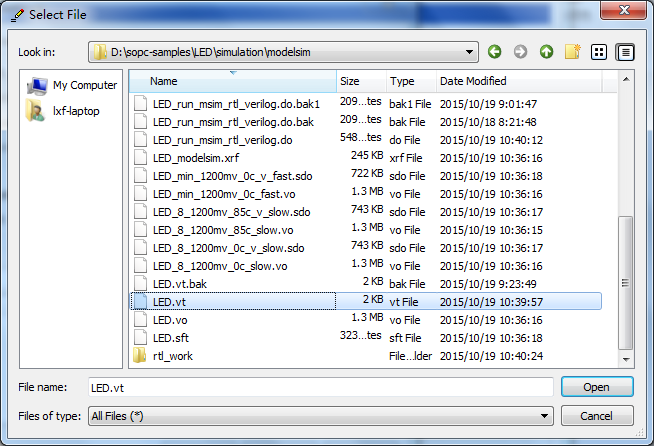 Select File
Look in: D:\sopc-samples\LED\simulation\modelsim
My Computer
lxf-laptop
Name Size Type Date Modified
LED_run_msim_rtl_verilog.do.bak1 209...tes bak1 File 2015/10/19 9:01:47
LED_run_msim_rtl_verilog.do.bak 209...tes bak File 2015/10/18 8:21:48
LED_run_msim_rtl_verilog.do 548...tes do File 2015/10/19 10:40:12
LED_modelsim.xrf 245 KB xrf File 2015/10/19 10:36:16
LED_min_1200mv_0c_v_fast.sdo 722 KB sdo File 2015/10/19 10:36:18
LED_min_1200mv_0c_fast.vo 1.3 MB vo File 2015/10/19 10:36:16
LED_8_1200mv_85c_v_slow.sdo 743 KB sdo File 2015/10/19 10:36:17
LED_8_1200mv_85c_slow.vo 1.3 MB vo File 2015/10/19 10:36:15
LED_8_1200mv_0c_v_slow.sdo 743 KB sdo File 2015/10/19 10:36:17
LED_8_1200mv_0c_slow.vo 1.3 MB vo File 2015/10/19 10:36:16
LED.vt.bak 2 KB bak File 2015/10/19 9:23:49
LED.vt 2 KB vt File 2015/10/19 10:39:57
LED.vo 1.3 MB vo File 2015/10/19 10:36:16
LED.sft 323...tes sft File 2015/10/19 10:36:18
rtl_work File...lder 2015/10/19 10:40:24
File name: LED.vt Open
Files of type: All Files (*) Cancel